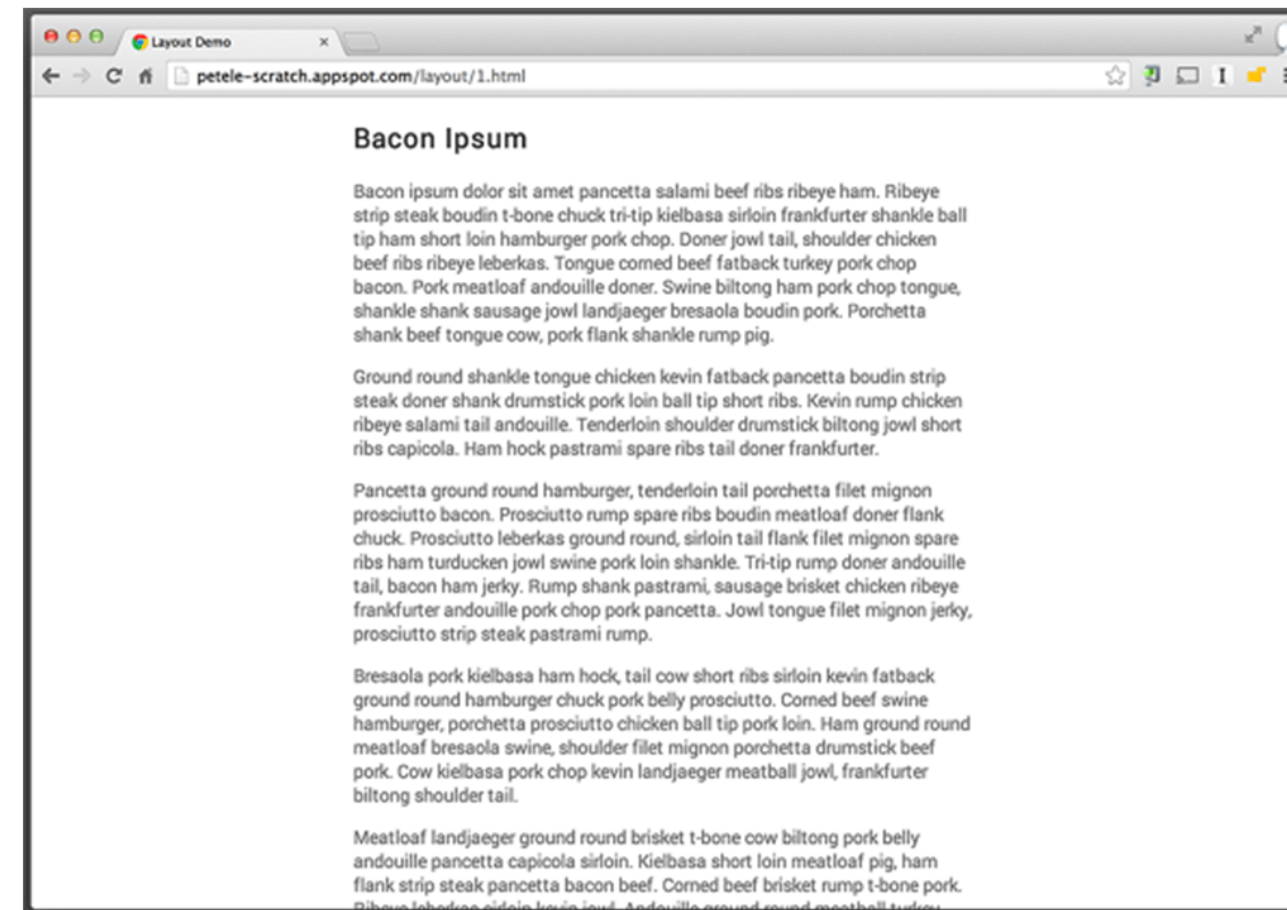 Layout Demo
petele-scratch.appspot.com/layout/1.html
Bacon Ipsum
Bacon ipsum dolor sit amet pancetta salami beef ribs ribeye ham. Ribeye
strip steak boudin t-bone chuck tri-tip kielbasa sirloin frankfurter shankle ball
tip ham short loin hamburger pork chop. Doner jowl tail, shoulder chicken
beef ribs ribeye leberkas. Tongue corned beef fatback turkey pork chop
bacon. Pork meatloaf andouille doner. Swine biltong ham pork chop tongue,
shankle shank sausage jowl landjaeger bresaola boudin pork. Porchetta
shank beef tongue cow, pork flank shankle rump pig.
Ground round shankle tongue chicken kevin fatback pancetta boudin strip
steak doner shank drumstick pork loin ball tip short ribs. Kevin rump chicken
ribeye salami tail andouille. Tenderloin shoulder drumstick biltong jowl short
ribs capicola. Ham hock pastrami spare ribs tail doner frankfurter.
Pancetta ground round hamburger, tenderloin tail porchetta filet mignon
prosciutto bacon. Prosciutto rump spare ribs boudin meatloaf doner flank
chuck. Prosciutto leberkas ground round, sirloin tail flank filet mignon spare
ribs ham turducken jowl swine pork loin shankle. Tri-tip rump doner andouille
tail, bacon ham jerky. Rump shank pastrami, sausage brisket chicken ribeye
frankfurter andouille pork chop pork pancetta. Jowl tongue filet mignon jerky,
prosciutto strip steak pastrami rump.
Bresaola pork kielbasa ham hock, tail cow short ribs sirloin kevin fatback
ground round hamburger chuck pork belly prosciutto. Corned beef swine
hamburger, porchetta prosciutto chicken ball tip pork loin. Ham ground round
meatloaf bresaola swine, shoulder filet mignon porchetta drumstick beef
pork. Cow kielbasa pork chop kevin landjaeger meatball jowl, frankfurter
biltong shoulder tail.
Meatloaf landjaeger ground round brisket t-bone cow biltong pork belly
andouille pancetta capicola sirloin. Kielbasa short loin meatloaf pig, ham
flank strip steak pancetta bacon beef. Corned beef brisket rump t-bone pork.
Ribeye leberkas sirloin kevin jowl. Andouille ground round meatball turkey